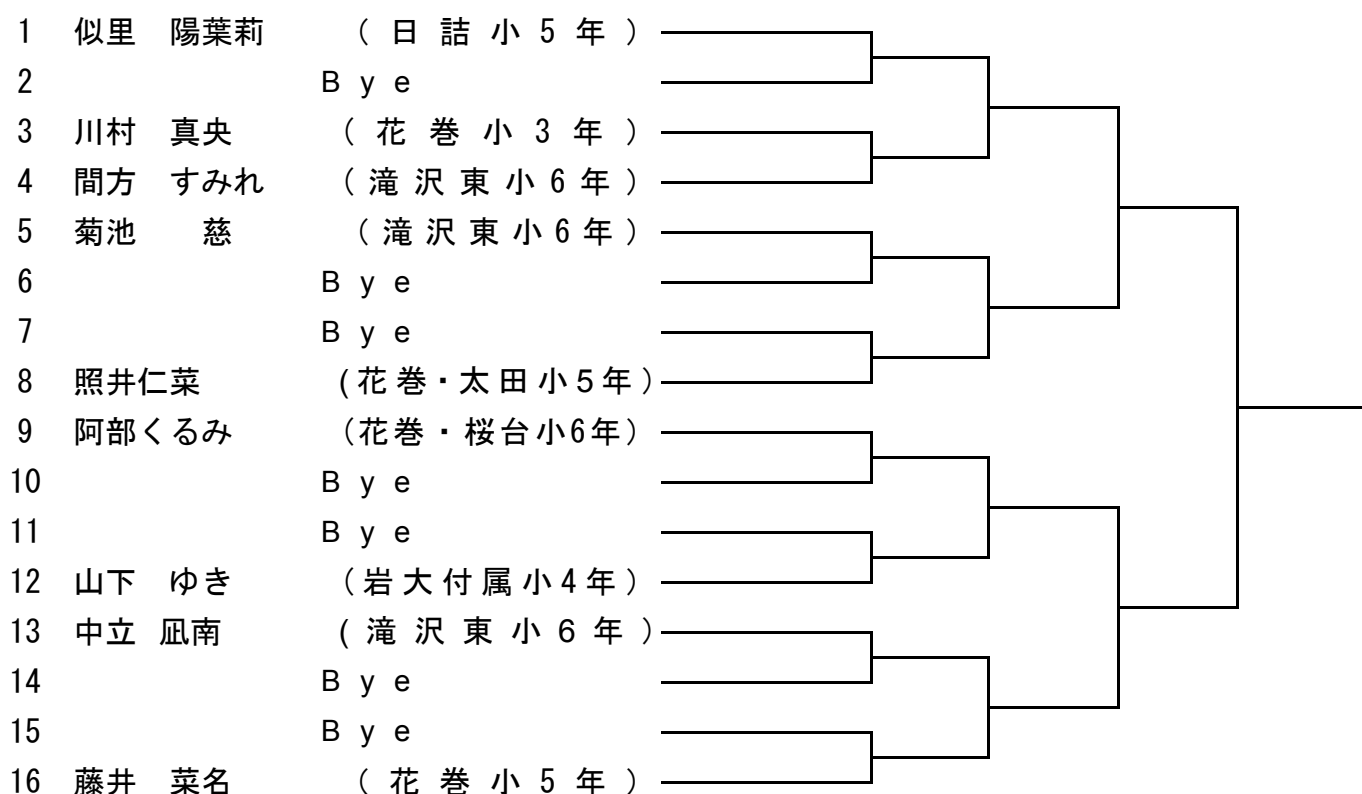 1 似里 陽葉莉 (日詰小5年)
2 Bye
3 川村 真央 (花巻小3年)
4 間方 すみれ (滝沢東小6年)
5 菊池 慈 (滝沢東小6年)
6 Bye
7 Bye
8 照井仁菜 (花巻・太田小5年)
9 阿部くるみ (花巻・桜台小6年)
10 Bye
11 Bye
12 山下 ゆき (岩大付属小4年)
13 中立 凪南 (滝沢東小6年)
14 Bye
15 Bye
16 藤井 菜名 (花巻小5年)